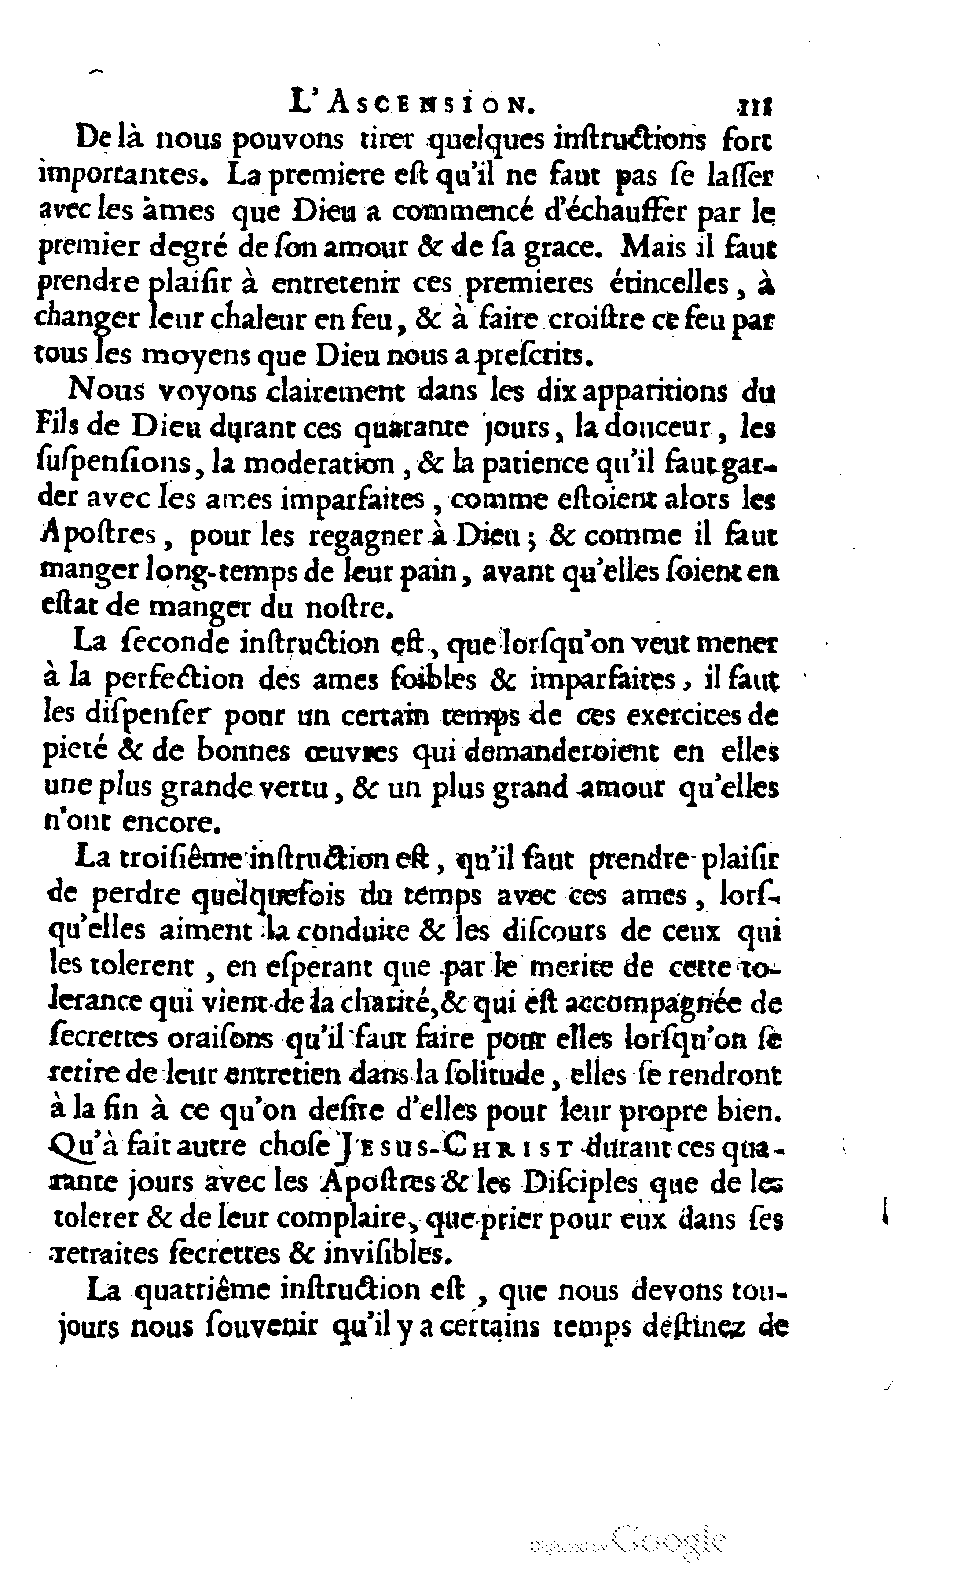 L'ASCENSION. 111
De là nous pouvons tirer quelques inſtructions fort
importantes. La premiere eſt qu'il ne faut pas ſe laſſer
avec les ames que Dieu a commencé d'échauffer par le
premier degré de ſon amour & de ſa grace. Mais il faut
prendre plaiſir à entretenir ces premieres étincelles, à
changer leur chaleur en feu, & à faire croiſtre ce feu par
tous les moyens que Dieu nous a preſcrits.
Nous voyons clairement dans les dix apparitions du
Fils de Dieu durant ces quarante jours, la douceur, les
ſuſpenſions, la moderation, & la patience qu'il faut gar-
der avec les ames imparfaites, comme eſtoient alors les
Apoſtres, pour les regagner à Dieu; & comme il faut
manger long-temps de leur pain, avant qu'elles ſoient en
eſtat de manger du noſtre.
La ſeconde inſtruction eſt, que lorſqu'on veut mener
à la perfection des ames foibles & imparfaites, il faut
les diſpenſer pour un certain temps de ces exercices de
pieté & de bonnes œuvres qui demanderoient en elles
une plus grande vertu, & un plus grand amour qu'elles
n'ont encore.
La troiſiême inſtruction eſt, qu'il faut prendre plaiſir
de perdre quelquefois du temps avec ces ames, lorſ-
qu'elles aiment la conduite & les diſcours de ceux qui
les tolerent, en eſperant que par le merite de cette to-
lerance qui vient de la charité, & qui eſt accompagnée de
ſecrettes oraiſons qu'il faut faire pour elles lorſqu'on ſe
retire de leur entretien dans la ſolitude, elles ſe rendront
à la fin à ce qu'on deſire d'elles pour leur propre bien.
Qu'à fait autre choſe JESUS-CHRIST durant ces qua-
rante jours avec les Apoſtres & les Diſciples que de les
tolerer & de leur complaire, que prier pour eux dans ſes
retraites ſecrettes & inviſibles.
La quatriême inſtruction eſt, que nous devons tou-
jours nous ſouvenir qu'il y a certains temps deſtinez de
Google